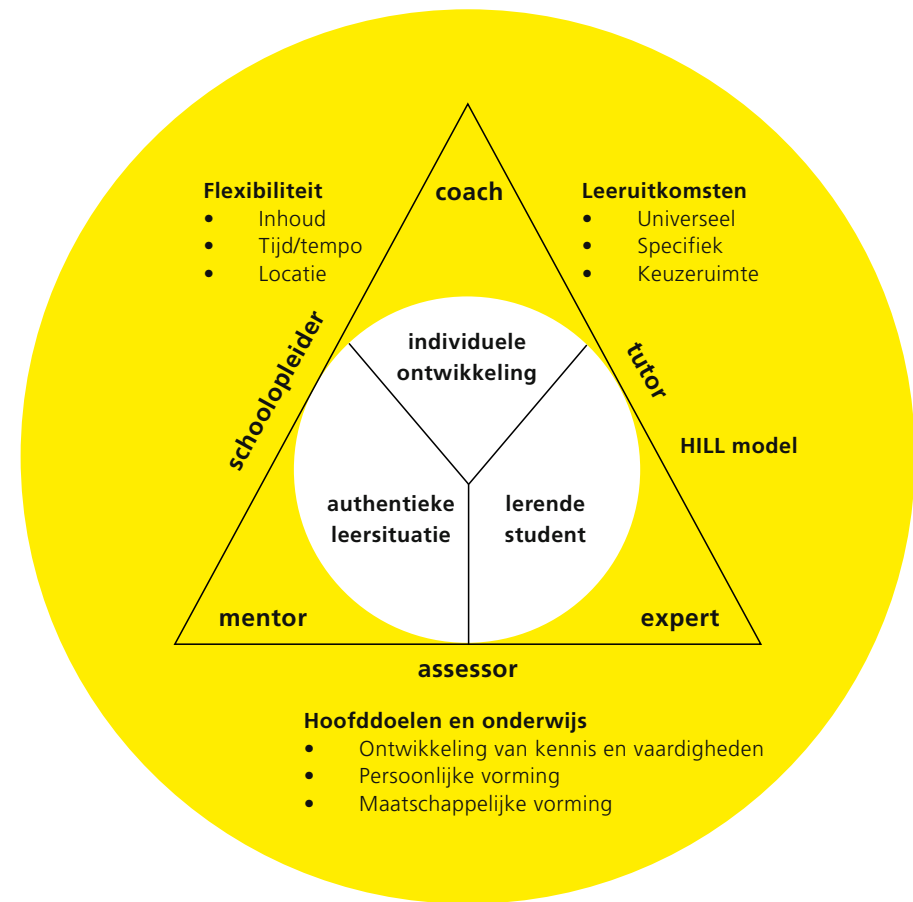 coach
Flexibiliteit
• Inhoud
• Tijd/tempo
• Locatie
Leeruitkomsten
• Universeel
• Specifiek
• Keuzeruimte
schoolopleider
tutor
individuele
ontwikkeling
HILL model
authentieke
leersituatie
lerende
student
mentor
expert
assessor
Hoofddoelen en onderwijs
• Ontwikkeling van kennis en vaardigheden
• Persoonlijke vorming
• Maatschappelijke vorming